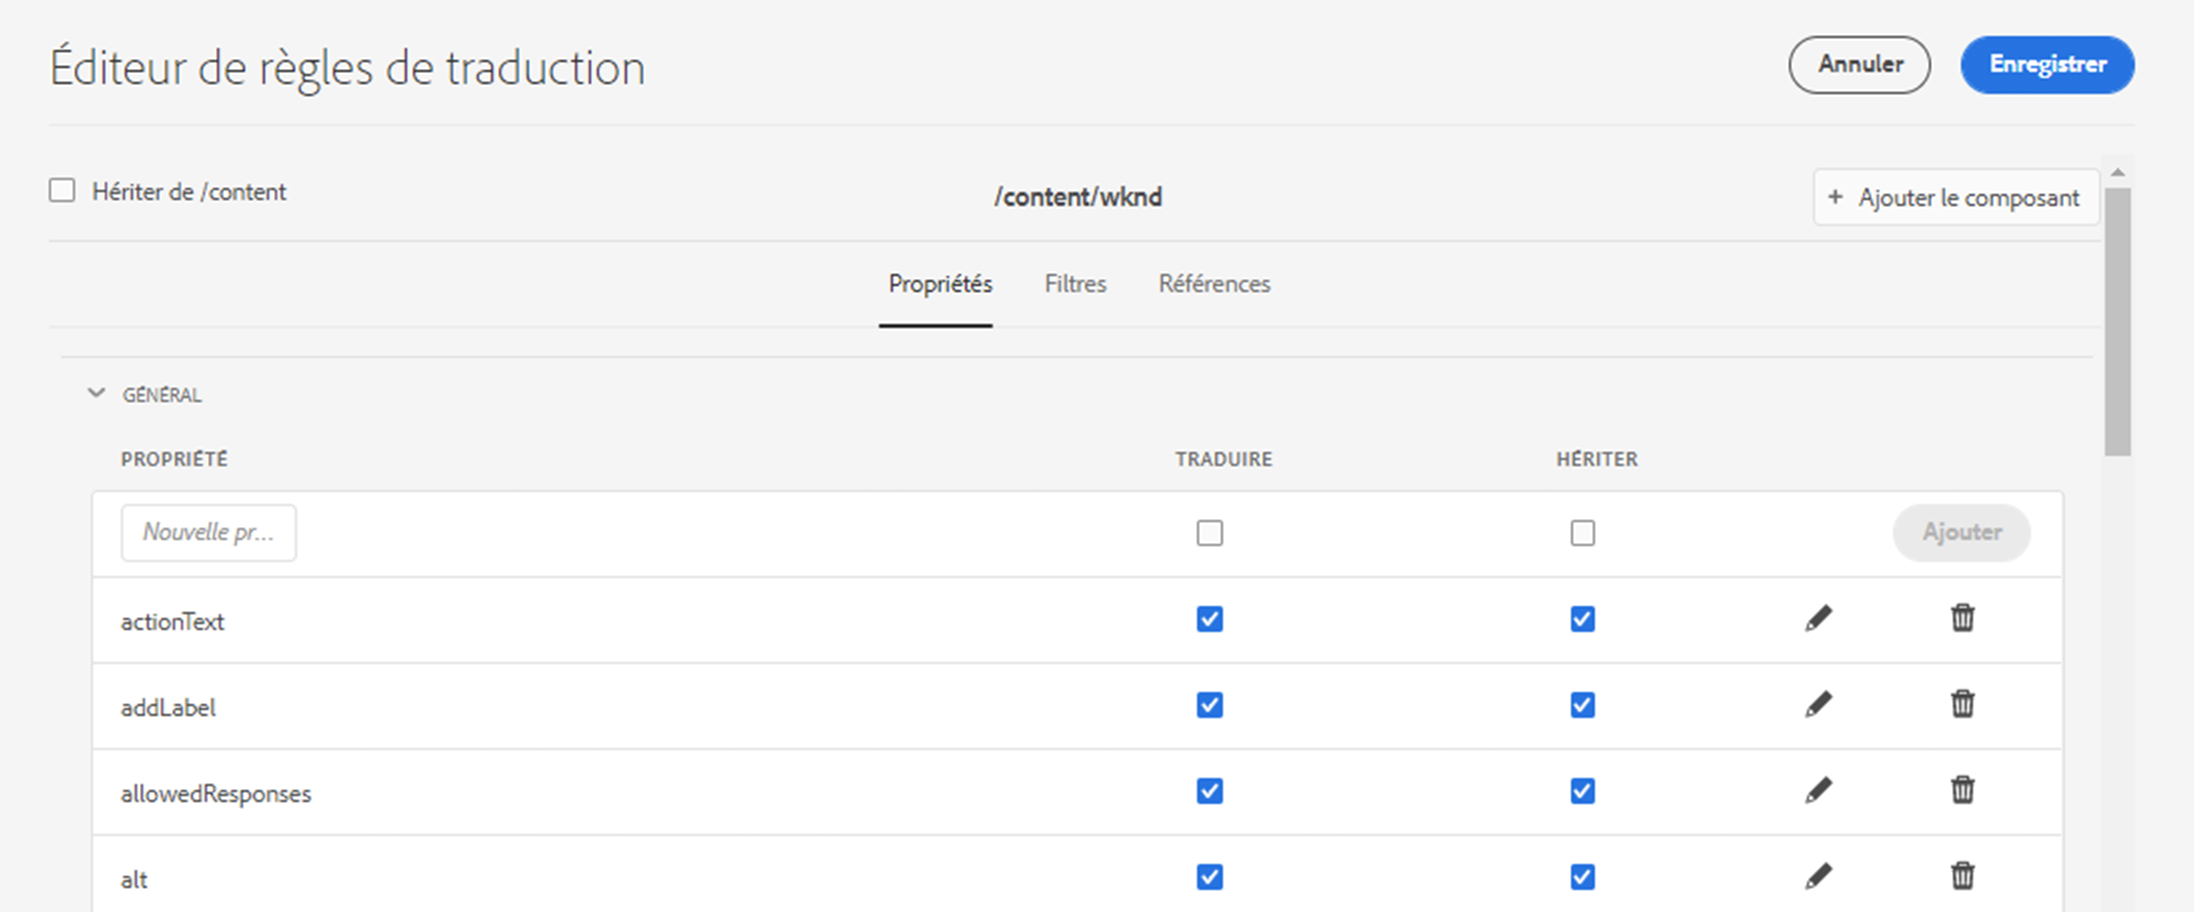 Éditeur de règles de traduction
Annuler
Enregistrer
Hériter de /content
/content/wknd
+ Ajouter le composant
Propriétés
Filtres
Références
GÉNÉRAL
PROPRIÉTÉ
TRADUIRE
HÉRITER
Nouvelle pr...
Ajouter
actionText
addLabel
allowedResponses
alt